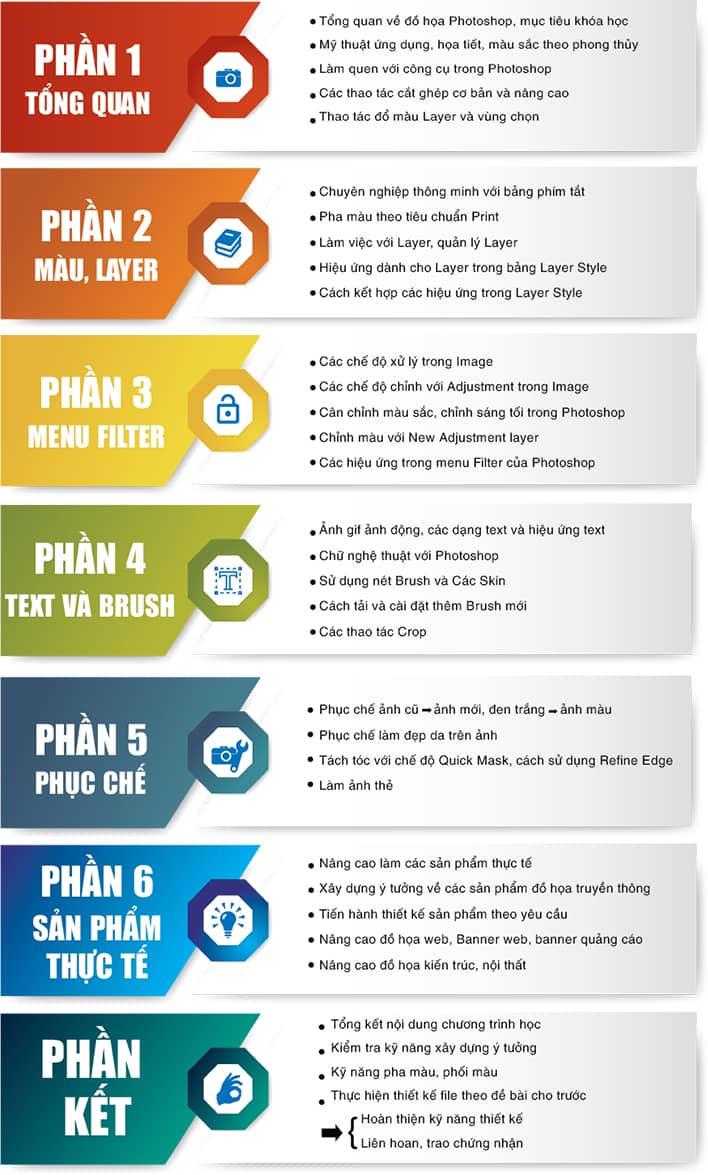 PHẦN 1
TỔNG QUAN
• Tổng quan về đồ họa Photoshop, mục tiêu khóa học
• Mỹ thuật ứng dụng, họa tiết, màu sắc theo phong thủy
• Làm quen với công cụ trong Photoshop
• Các thao tác cắt ghép cơ bản và nâng cao
• Thao tác đổ màu Layer và vùng chọn
PHẦN 2
MÀU, LAYER
• Chuyên nghiệp thông minh với bảng phím tắt
• Pha màu theo tiêu chuẩn Print
• Làm việc với Layer, quản lý Layer
• Hiệu ứng dành cho Layer trong bảng Layer Style
• Cách kết hợp các hiệu ứng trong Layer Style
PHẦN 3
MENU FILTER
• Các chế độ xử lý trong Image
• Các chế độ chỉnh với Adjustment trong Image
• Cân chỉnh màu sắc, chỉnh sáng tối trong Photoshop
• Chỉnh màu với New Adjustment layer
• Các hiệu ứng trong menu Filter của Photoshop
PHẦN 4
TEXT VÀ BRUSH
• Ảnh gif ảnh động, các dạng text và hiệu ứng text
• Chữ nghệ thuật với Photoshop
• Sử dụng nét Brush và Các Skin
• Cách tải và cài đặt thêm Brush mới
• Các thao tác Crop
T
PHẦN 5
PHỤC CHẾ
• Phục chế ảnh cũ ➡ ảnh mới, đen trắng ➡ ảnh màu
• Phục chế làm đẹp da trên ảnh
• Tách tóc với chế độ Quick Mask, cách sử dụng Refine Edge
• Làm ảnh thẻ
PHẦN 6
SẢN PHẨM
THỰC TẾ
• Nâng cao làm các sản phẩm thực tế
• Xây dựng ý tưởng về các sản phẩm đồ họa truyền thông
• Tiến hành thiết kế sản phẩm theo yêu cầu
• Nâng cao đồ họa web, Banner web, banner quảng cáo
• Nâng cao đồ họa kiến trúc, nội thất
PHẦN
KẾT
• Tổng kết nội dung chương trình học
• Kiểm tra kỹ năng xây dựng ý tưởng
• Kỹ năng pha màu, phối màu
• Thực hiện thiết kế file theo đề bài cho trước
➡ { Hoàn thiện kỹ năng thiết kế
Liên hoan, trao chứng nhận